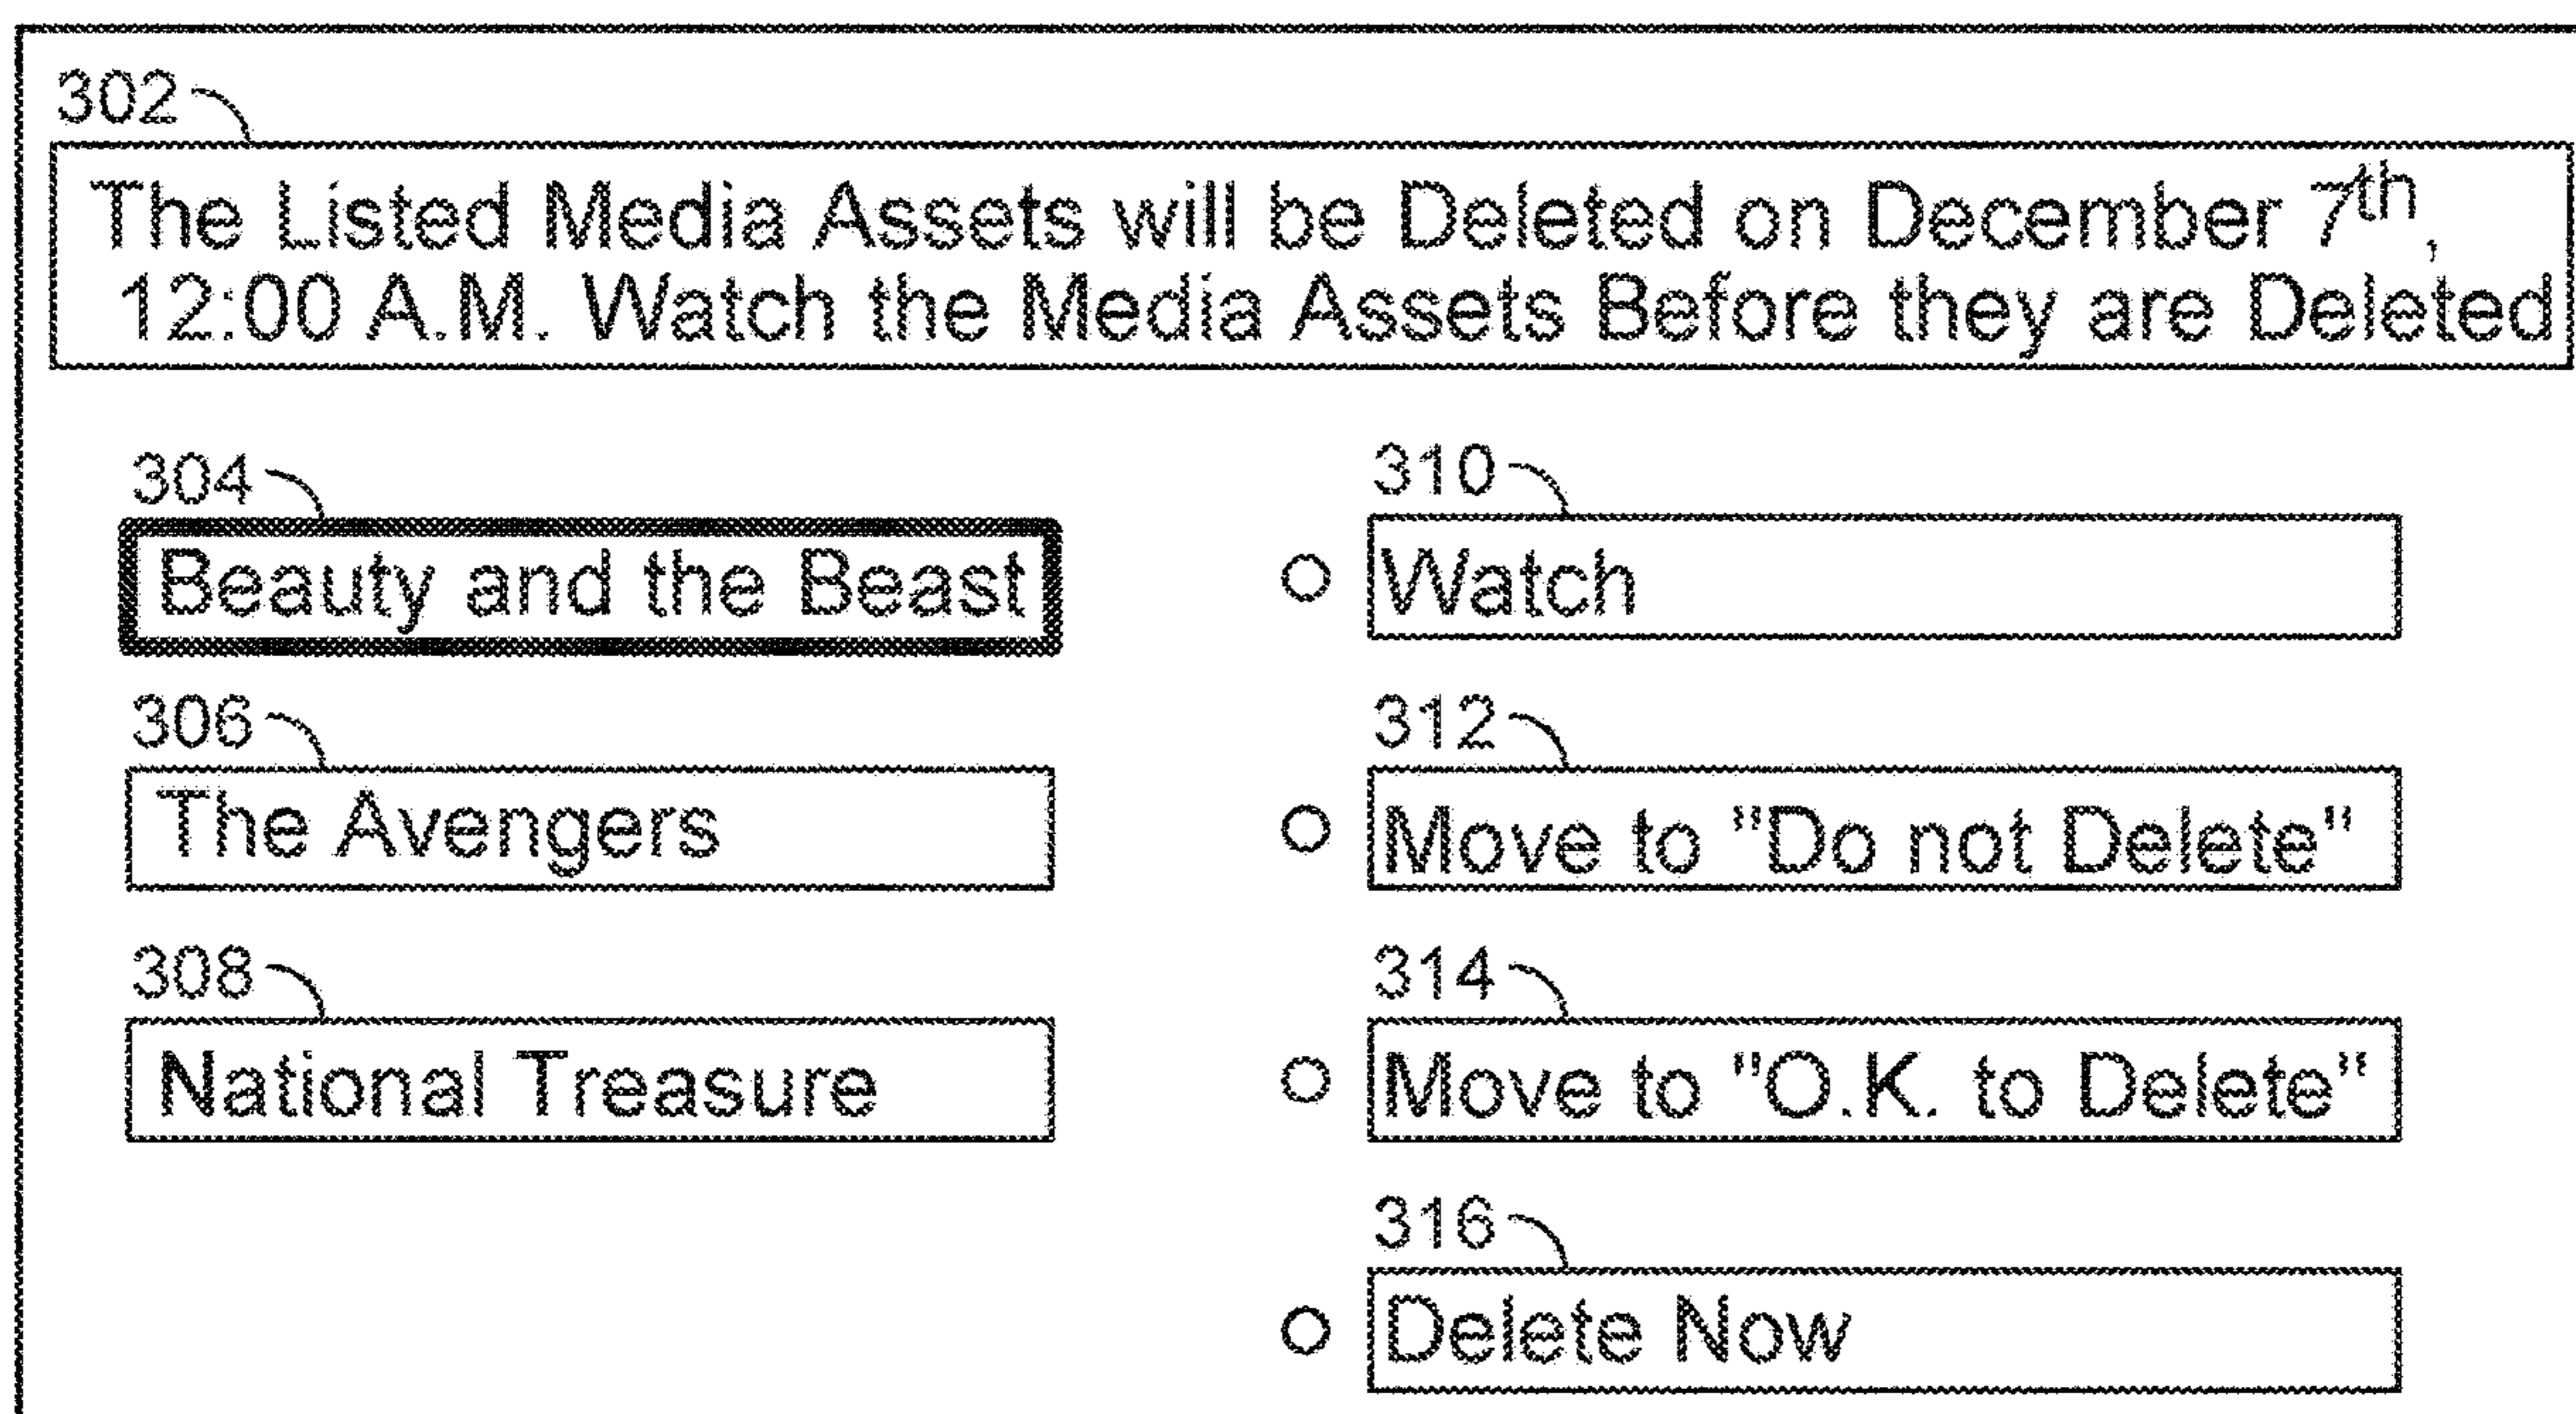 302
The Listed Media Assets will be Deleted on December 7th,
12:00 A.M. Watch the Media Assets Before they are Deleted
304
Beauty and the Beast
306
The Avengers
308
National Treasure
310
Watch
312
Move to "Do not Delete"
314
Move to "O.K. to Delete"
316
Delete Now